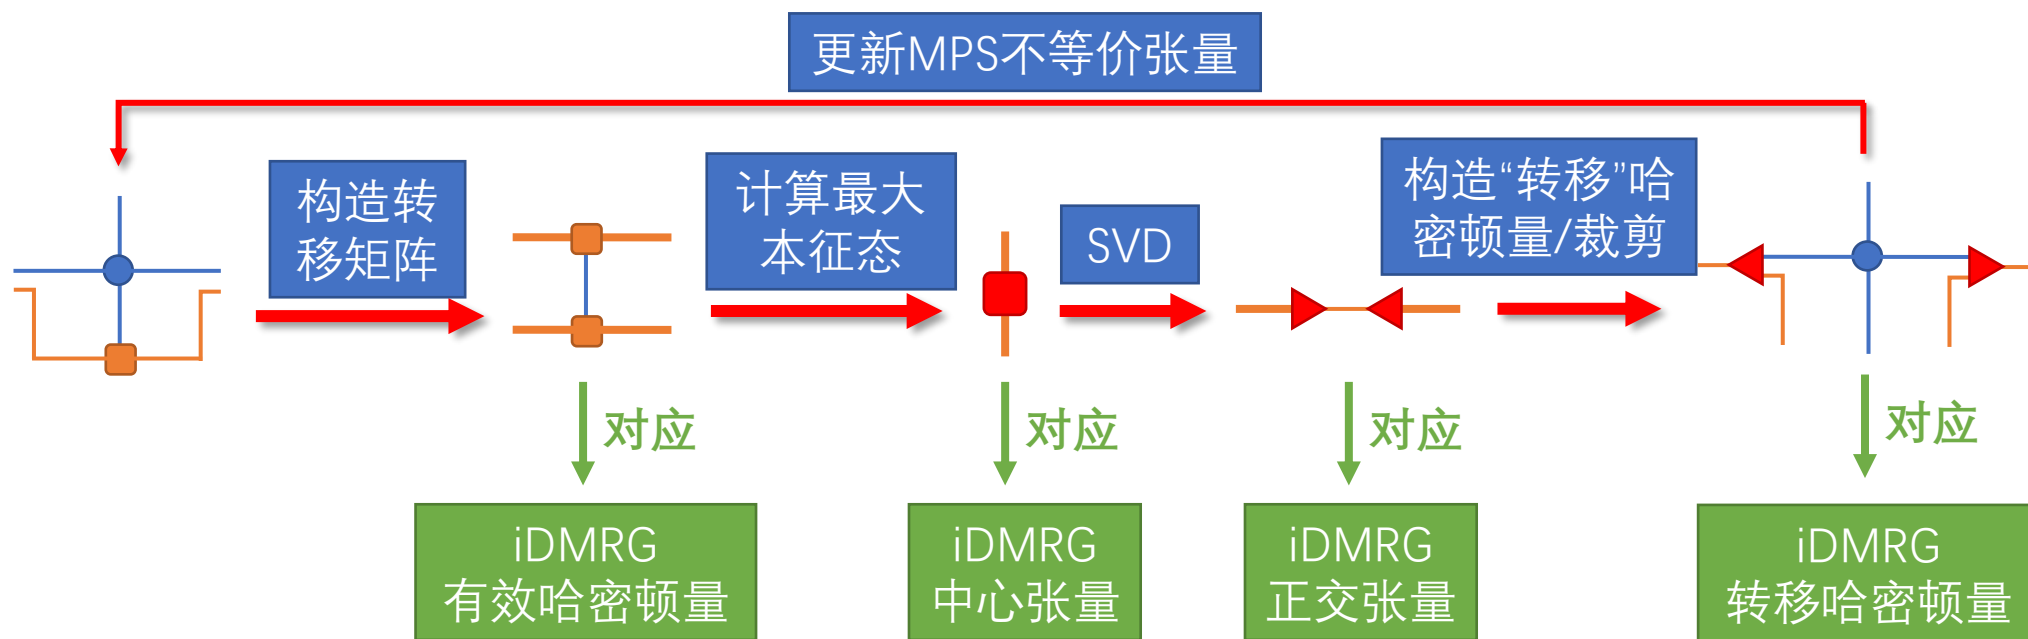 更新MPS不等价张量
构造转
移矩阵
计算最大
本征态
SVD
构造“转移”哈
密顿量/裁剪
对应
对应
对应
对应
iDMRG
有效哈密顿量
iDMRG
中心张量
iDMRG
正交张量
iDMRG
转移哈密顿量